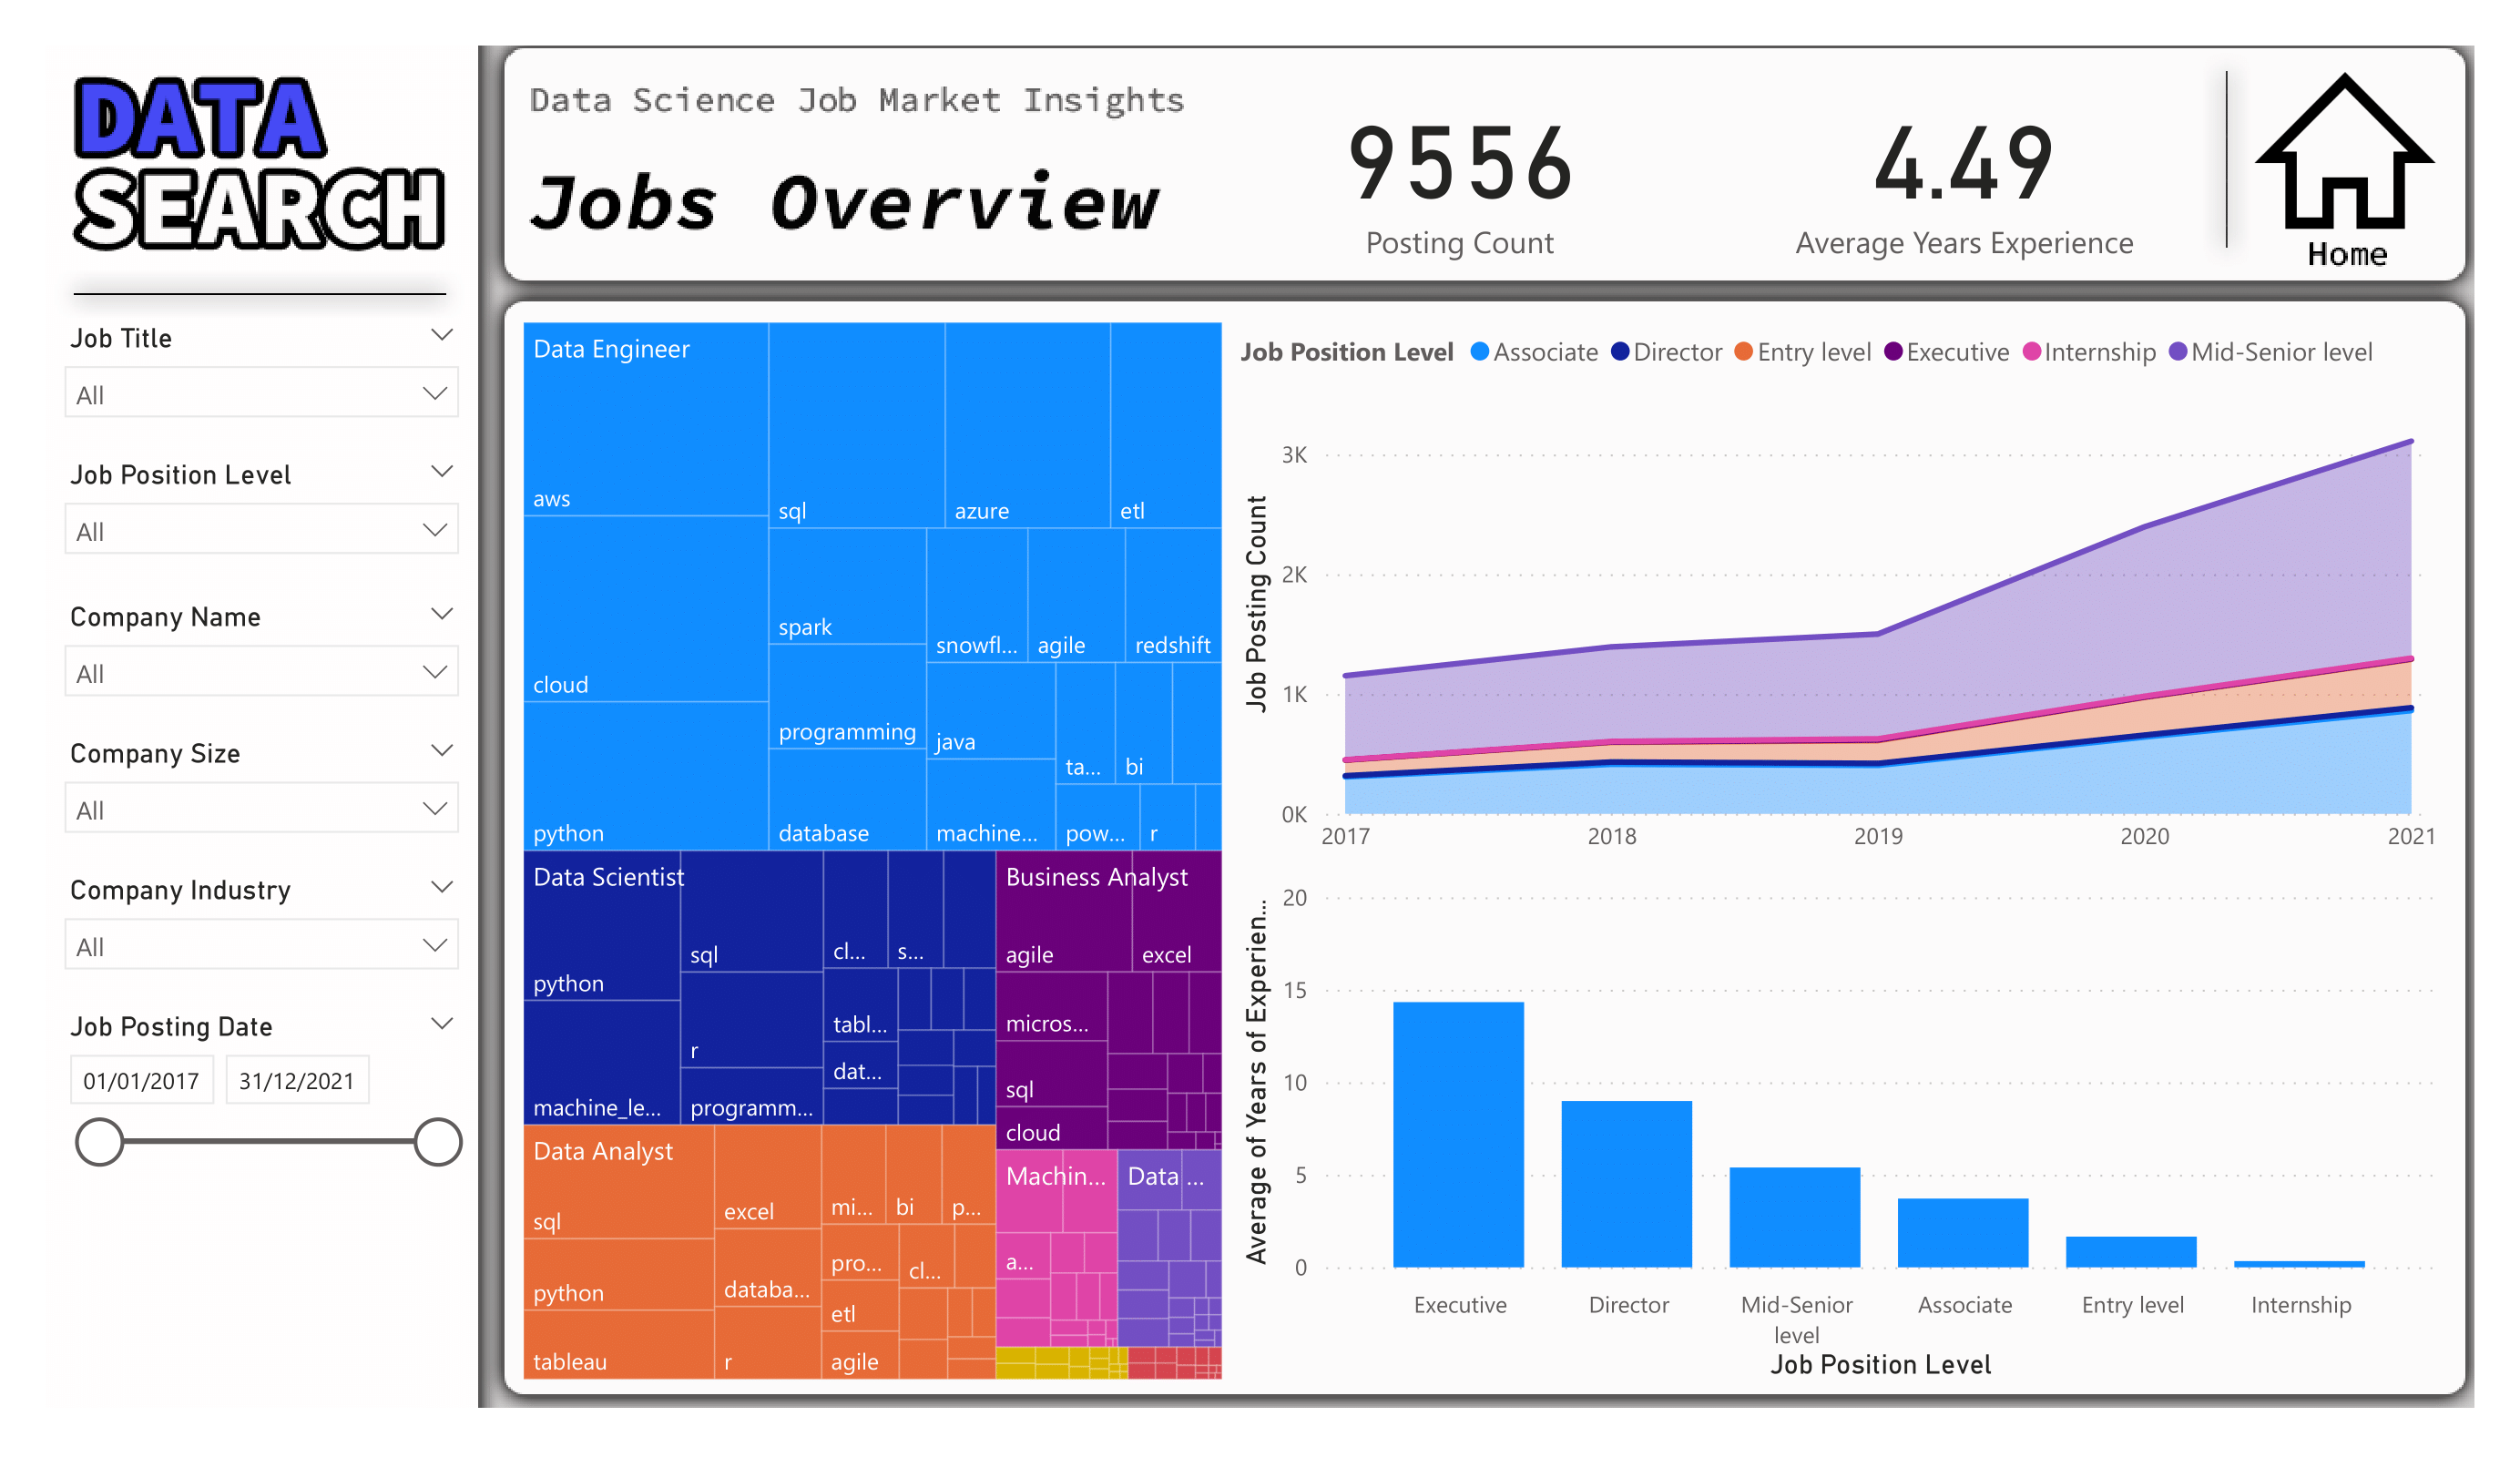 DATA
SEARCH
Job Title
All
Job Position Level
All
Company Name
All
Company Size
All
Company Industry
All
Job Posting Date
01/01/2017 31/12/2021
Data Science Job Market Insights
Jobs Overview
9556
Posting Count
4.49
Average Years Experience
Home
Data Engineer
aws
sql
azure
etl
cloud
spark
snowfl...
agile
redshift
python
programming
java
ta...
bi
database
machine...
pow...
r
Data Scientist
python
sql
cl...
s...
machine_le...
r
tabl...
dat...
programm...
Business Analyst
agile
excel
micros...
sql
cloud
Data Analyst
sql
excel
mi...
bi
p...
python
databa...
pro...
cl...
etl
tableau
r
agile
Machin...
a...
Data ...
Job Position Level Associate Director Entry level Executive Internship Mid-Senior level
Job Posting Count
3K
2K
1K
0K
2017 2018 2019 2020 2021
Average of Years of Experien...
20
15
10
5
0
Executive Director Mid-Senior level Associate Entry level Internship
Job Position Level